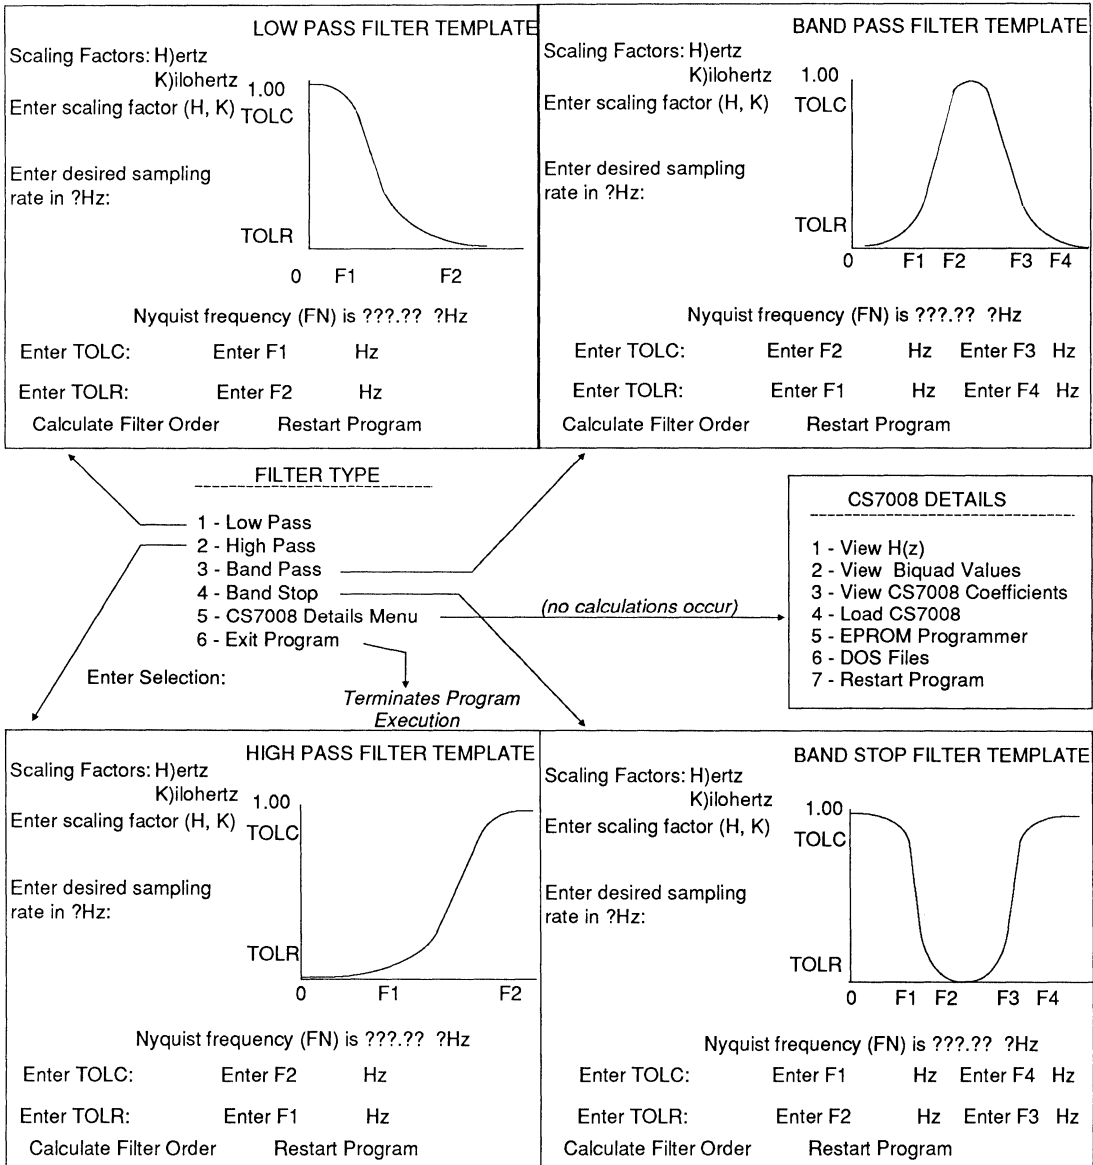 LOW PASS FILTER TEMPLATE
Scaling Factors: H)ertz
K)ilohertz
1.00
Enter scaling factor (H, K)
TOLC
Enter desired sampling
rate in ?Hz:
TOLR
0 F1 F2
Nyquist frequency (FN) is ???.?? ?Hz
Enter TOLC: Enter F1 Hz
Enter TOLR: Enter F2 Hz
Calculate Filter Order Restart Program
BAND PASS FILTER TEMPLATE
Scaling Factors: H)ertz
K)ilohertz
1.00
Enter scaling factor (H, K)
TOLC
Enter desired sampling
rate in ?Hz:
TOLR
0 F1 F2 F3 F4
Nyquist frequency (FN) is ???.?? ?Hz
Enter TOLC: Enter F2 Hz Enter F3 Hz
Enter TOLR: Enter F1 Hz Enter F4 Hz
Calculate Filter Order Restart Program
FILTER TYPE
1 - Low Pass
2 - High Pass
3 - Band Pass
4 - Band Stop
5 - CS7008 Details Menu
6 - Exit Program
Enter Selection:
(no calculations occur)
Terminates Program
Execution
CS7008 DETAILS
1 - View H(z)
2 - View Biquad Values
3 - View CS7008 Coefficients
4 - Load CS7008
5 - EPROM Programmer
6 - DOS Files
7 - Restart Program
HIGH PASS FILTER TEMPLATE
Scaling Factors: H)ertz
K)ilohertz
1.00
Enter scaling factor (H, K)
TOLC
Enter desired sampling
rate in ?Hz:
TOLR
0 F1 F2
Nyquist frequency (FN) is ???.?? ?Hz
Enter TOLC: Enter F2 Hz
Enter TOLR: Enter F1 Hz
Calculate Filter Order Restart Program
BAND STOP FILTER TEMPLATE
Scaling Factors: H)ertz
K)ilohertz
1.00
Enter scaling factor (H, K)
TOLC
Enter desired sampling
rate in ?Hz:
TOLR
0 F1 F2 F3 F4
Nyquist frequency (FN) is ???.?? ?Hz
Enter TOLC: Enter F1 Hz Enter F4 Hz
Enter TOLR: Enter F2 Hz Enter F3 Hz
Calculate Filter Order Restart Program